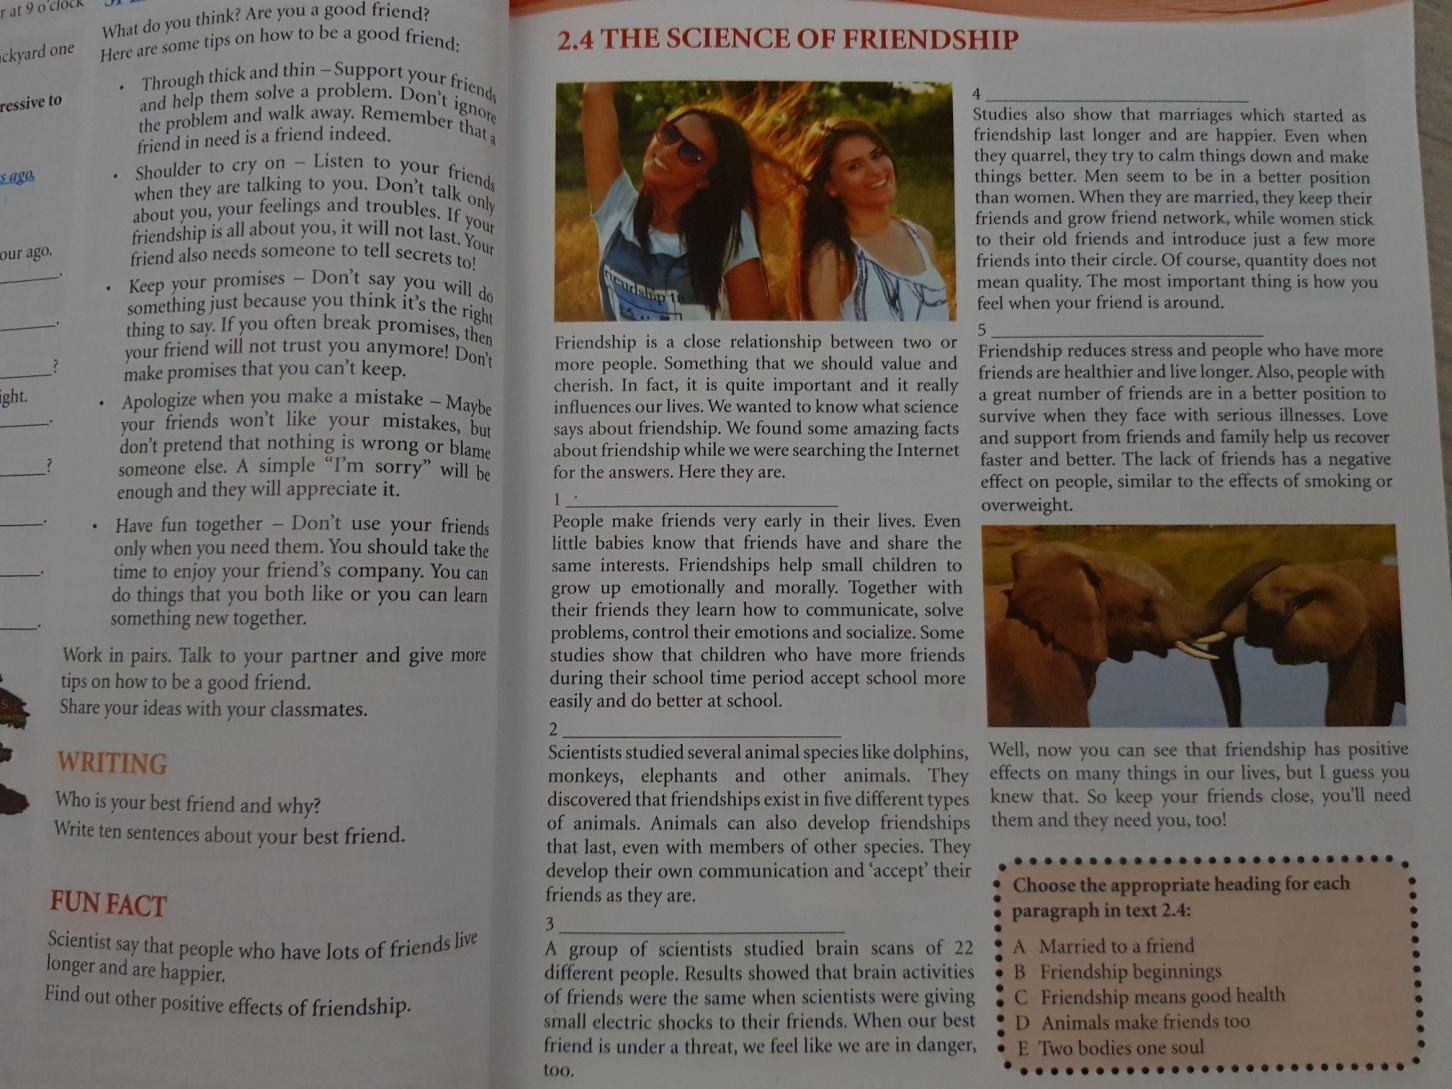 r at 9 o'clock
ackyard one
ressive to
s ago.
our ago.
?
ight.
?
What do you think? Are you a good friend?
Here are some tips on how to be a good friend:
• Through thick and thin – Support your friends
and help them solve a problem. Don't ignore
the problem and walk away. Remember that a
friend in need is a friend indeed.
• Shoulder to cry on – Listen to your friends
when they are talking to you. Don't talk only
about you, your feelings and troubles. If your
friendship is all about you, it will not last. Your
friend also needs someone to tell secrets to!
• Keep your promises – Don't say you will do
something just because you think it's the right
thing to say. If you often break promises, then
your friend will not trust you anymore! Don't
make promises that you can't keep.
• Apologize when you make a mistake – Maybe
your friends won't like your mistakes, but
don't pretend that nothing is wrong or blame
someone else. A simple "I'm sorry" will be
enough and they will appreciate it.
• Have fun together – Don't use your friends
only when you need them. You should take the
time to enjoy your friend's company. You can
do things that you both like or you can learn
something new together.
Work in pairs. Talk to your partner and give more
tips on how to be a good friend.
Share your ideas with your classmates.
WRITING
Who is your best friend and why?
Write ten sentences about your best friend.
FUN FACT
Scientist say that people who have lots of friends live
longer and are happier.
Find out other positive effects of friendship.
2.4 THE SCIENCE OF FRIENDSHIP
Friendship is a close relationship between two or
more people. Something that we should value and
cherish. In fact, it is quite important and it really
influences our lives. We wanted to know what science
says about friendship. We found some amazing facts
about friendship while we were searching the Internet
for the answers. Here they are.
1
People make friends very early in their lives. Even
little babies know that friends have and share the
same interests. Friendships help small children to
grow up emotionally and morally. Together with
their friends they learn how to communicate, solve
problems, control their emotions and socialize. Some
studies show that children who have more friends
during their school time period accept school more
easily and do better at school.
2
Scientists studied several animal species like dolphins,
monkeys, elephants and other animals. They
discovered that friendships exist in five different types
of animals. Animals can also develop friendships
that last, even with members of other species. They
develop their own communication and 'accept' their
friends as they are.
3
A group of scientists studied brain scans of 22
different people. Results showed that brain activities
of friends were the same when scientists were giving
small electric shocks to their friends. When our best
friend is under a threat, we feel like we are in danger,
too.
4
Studies also show that marriages which started as
friendship last longer and are happier. Even when
they quarrel, they try to calm things down and make
things better. Men seem to be in a better position
than women. When they are married, they keep their
friends and grow friend network, while women stick
to their old friends and introduce just a few more
friends into their circle. Of course, quantity does not
mean quality. The most important thing is how you
feel when your friend is around.
5
Friendship reduces stress and people who have more
friends are healthier and live longer. Also, people with
a great number of friends are in a better position to
survive when they face with serious illnesses. Love
and support from friends and family help us recover
faster and better. The lack of friends has a negative
effect on people, similar to the effects of smoking or
overweight.
Well, now you can see that friendship has positive
effects on many things in our lives, but I guess you
knew that. So keep your friends close, you'll need
them and they need you, too!
Choose the appropriate heading for each
paragraph in text 2.4:
A Married to a friend
B Friendship beginnings
C Friendship means good health
D Animals make friends too
E Two bodies one soul